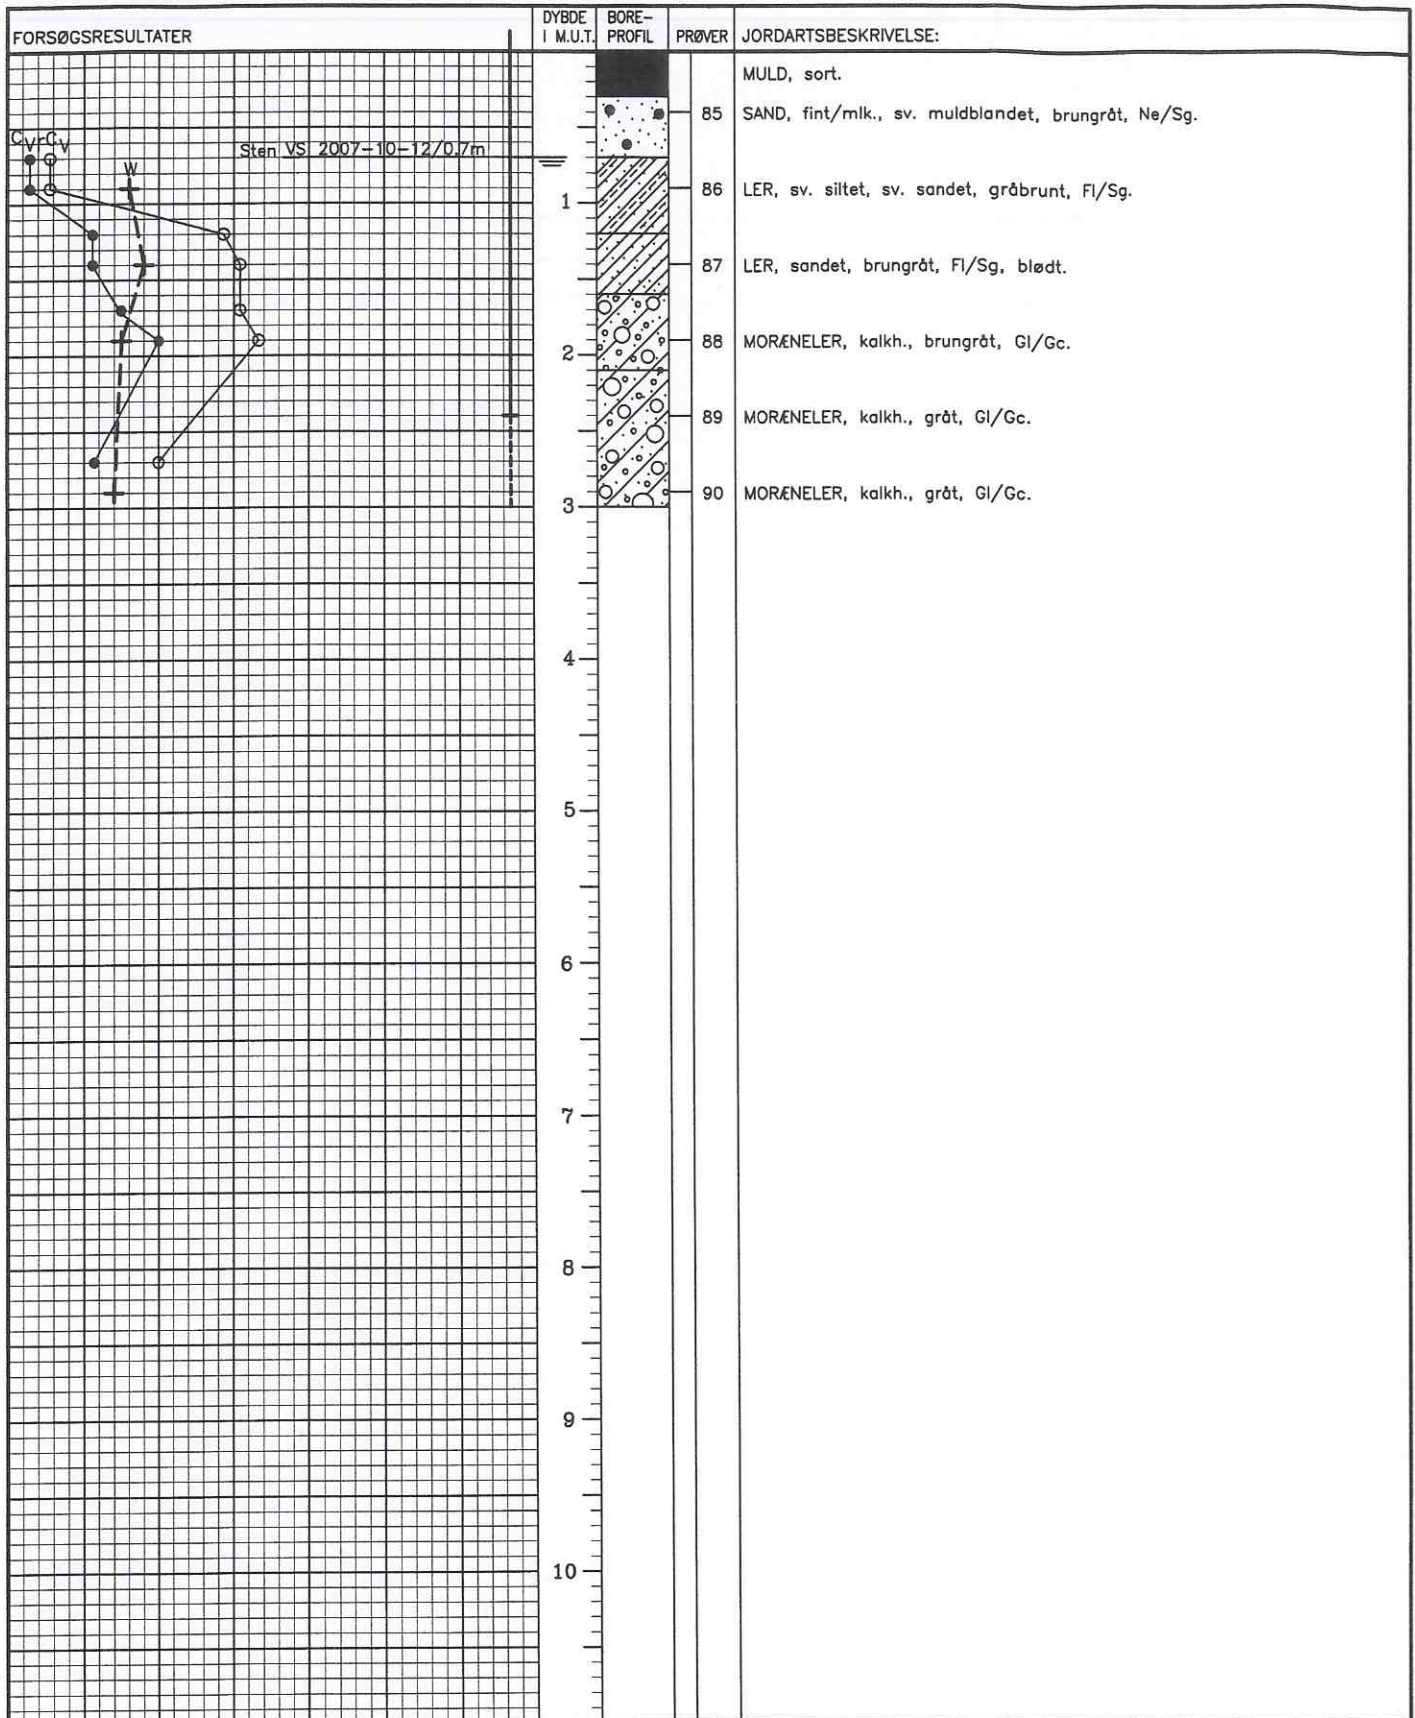 FORSØGSRESULTATER
DYBDE
I M.U.T.
BORE-
PROFIL
PRØVER
JORDARTSBESKRIVELSE:
MULD, sort.
85 SAND, fint/mlk., sv. muldblandet, brungråt, Ne/Sg.
CVr CV
Sten VS 2007-10-12/0.7m
W
86 LER, sv. siltet, sv. sandet, gråbrunt, Fl/Sg.
1
87 LER, sandet, brungråt, Fl/Sg, blødt.
88 MORÆNELER, kalkh., brungråt, Gl/Gc.
2
89 MORÆNELER, kalkh., gråt, Gl/Gc.
90 MORÆNELER, kalkh., gråt, Gl/Gc.
3
4
5
6
7
8
9
10